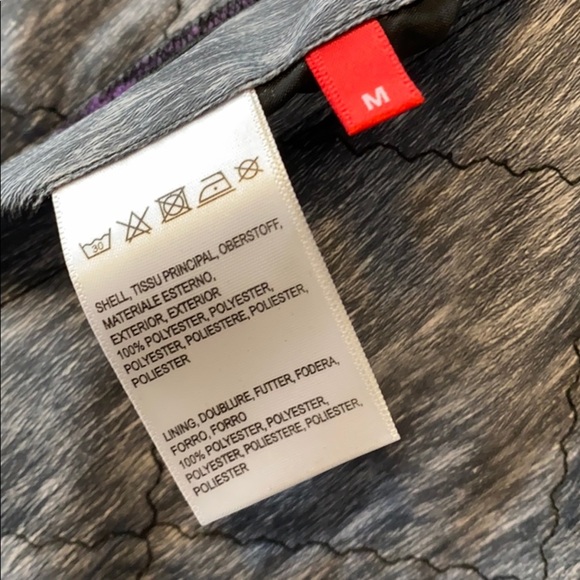 M
30
SHELL, TISSU PRINCIPAL, OBERSTOFF,
MATERIALE ESTERNO,
EXTERIOR, EXTERIOR
100% POLYESTER, POLYESTER,
POLYESTER, POLIESTERE, POLIESTER,
POLIESTER
LINING, DOUBLURE, FUTTER, FODERA,
FORRO, FORRO
100% POLYESTER, POLYESTER,
POLYESTER, POLIESTERE, POLIESTER,
POLIESTER